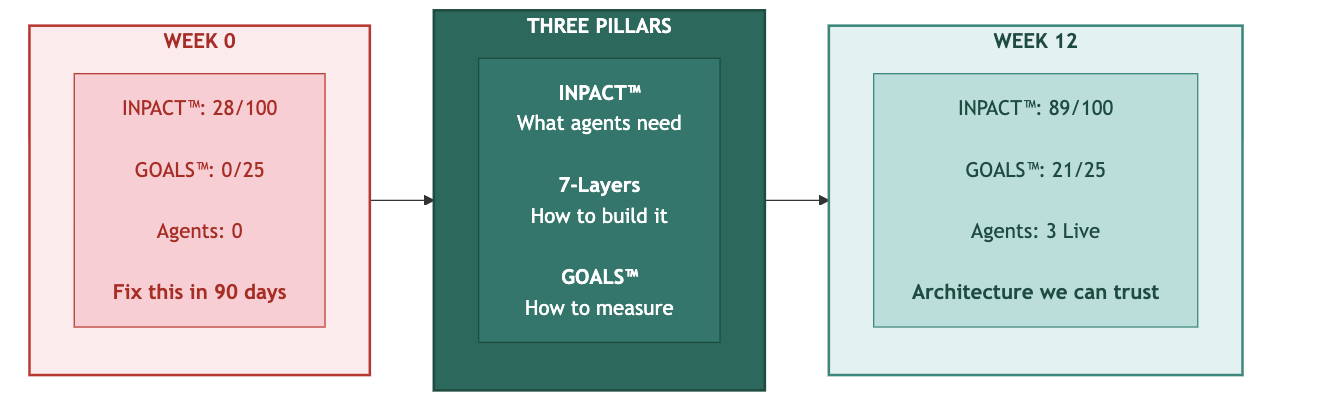 WEEK 0
INPACT™: 28/100
GOALS™: 0/25
Agents: 0
Fix this in 90 days
THREE PILLARS
INPACT™
What agents need
7-Layers
How to build it
GOALS™
How to measure
WEEK 12
INPACT™: 89/100
GOALS™: 21/25
Agents: 3 Live
Architecture we can trust